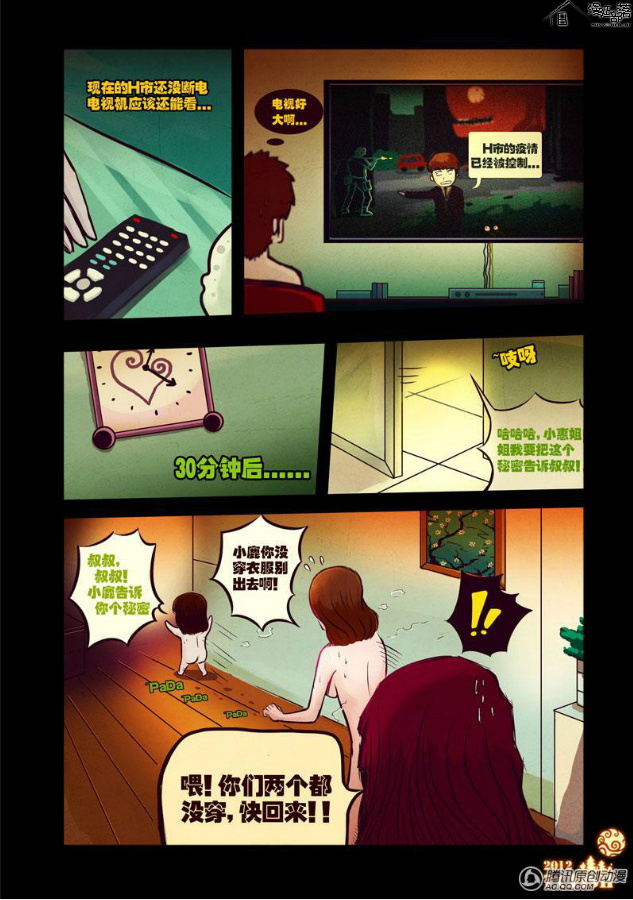 漫业部落
现在的H市还没断电
电视机应该还能看...
电视好
大啊...
H市的疫情
已经被控制...
30分钟后......
~吱呀
哈哈哈, 小惠姐
姐我要把这个
秘密告诉叔叔!
叔叔,
叔叔!
小鹿告诉
你个秘密
小鹿你没
穿衣服别
出去啊!
!!
PaDa
PaDa
PaDa
喂! 你们两个都
没穿, 快回来!!
2012
腾讯原创动漫
AC.QQ.COM